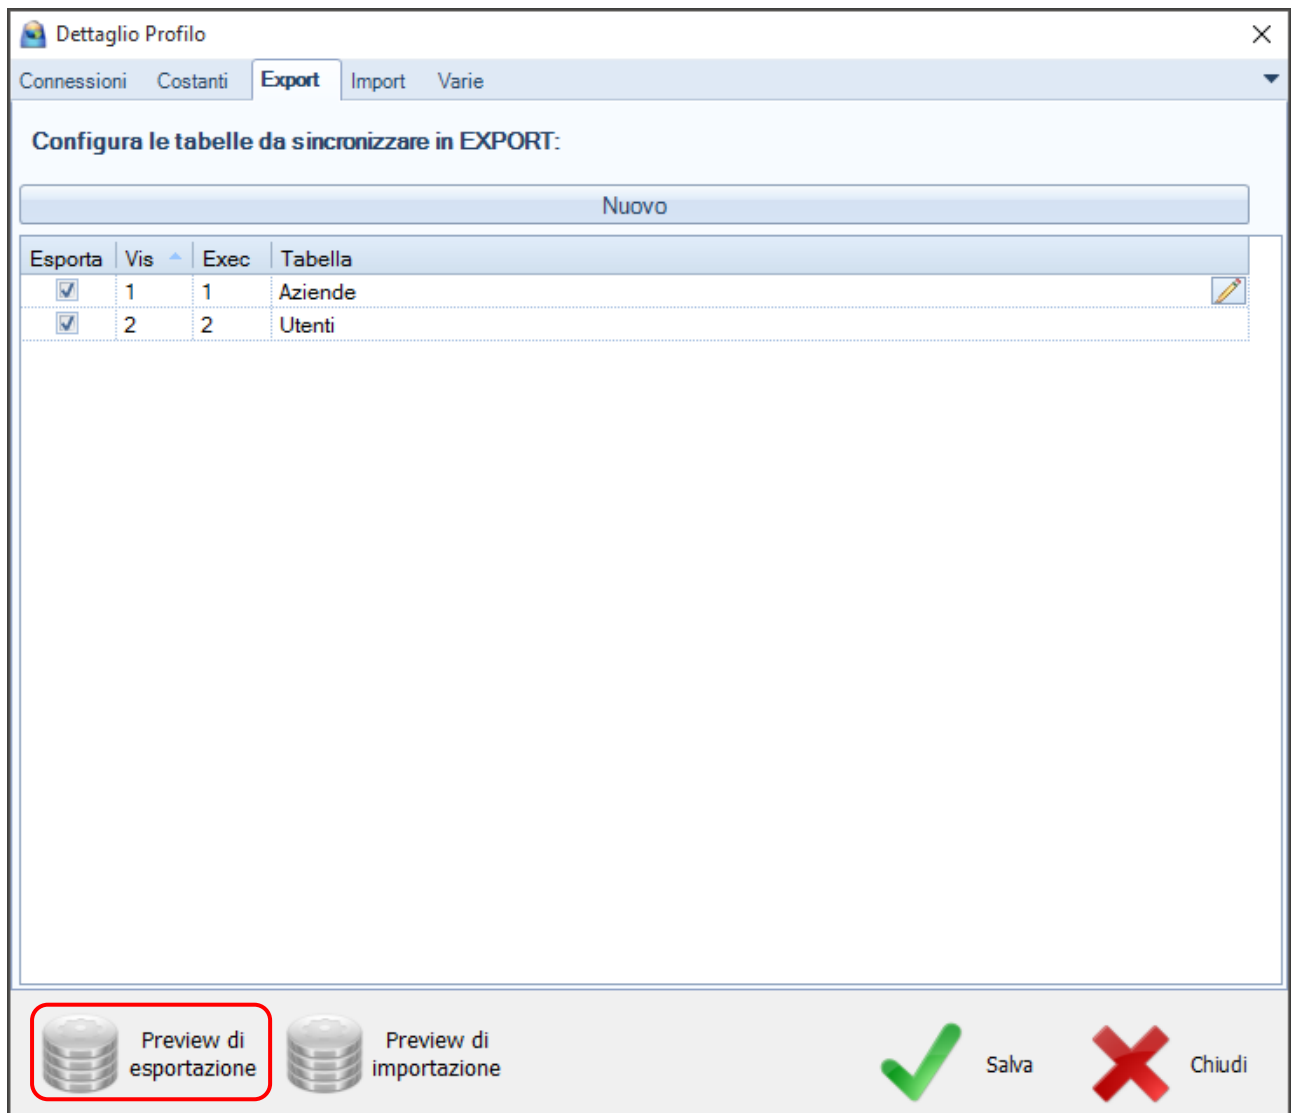 Dettaglio Profilo
Connessioni Costanti Export Import Varie
Configura le tabelle da sincronizzare in EXPORT:
Nuovo
Esporta Vis Exec Tabella
1 1 Aziende
2 2 Utenti
Preview di
esportazione
Preview di
importazione
Salva
Chiudi